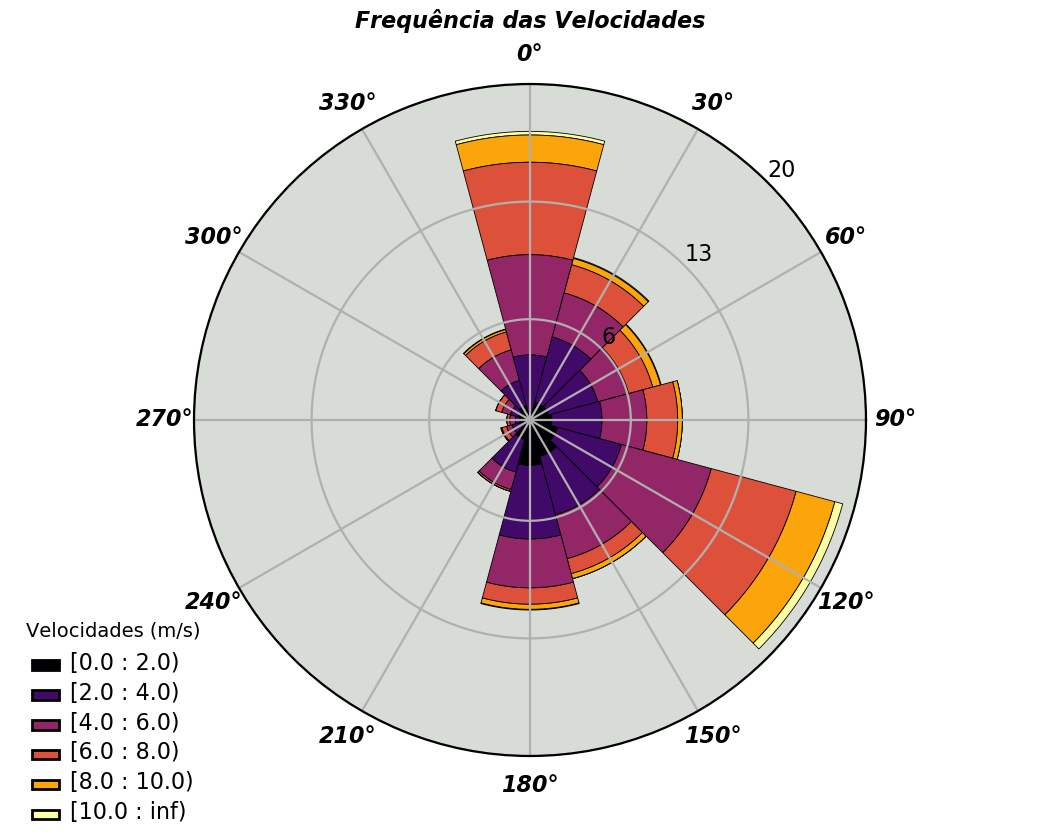 Frequência das Velocidades
0°
330°
30°
20
300°
60°
13
6
270°
90°
240°
120°
210°
150°
180°
Velocidades (m/s)
[0.0 : 2.0)
[2.0 : 4.0)
[4.0 : 6.0)
[6.0 : 8.0)
[8.0 : 10.0)
[10.0 : inf)